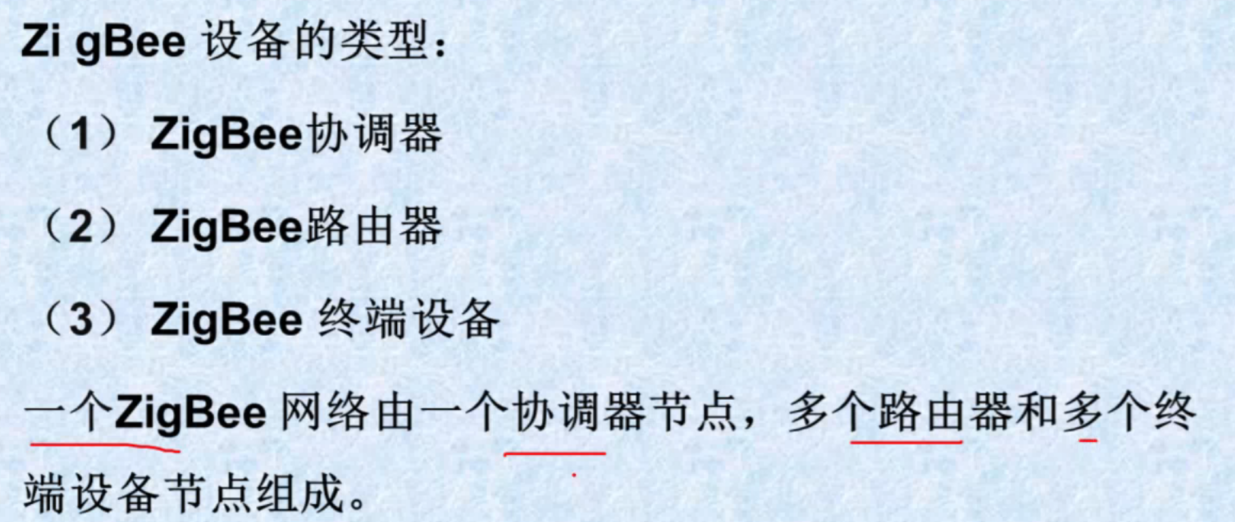 Zi gBee 设备的类型：
（1） ZigBee协调器
（2） ZigBee路由器
（3） ZigBee 终端设备
一个ZigBee 网络由一个协调器节点，多个路由器和多个终
端设备节点组成。